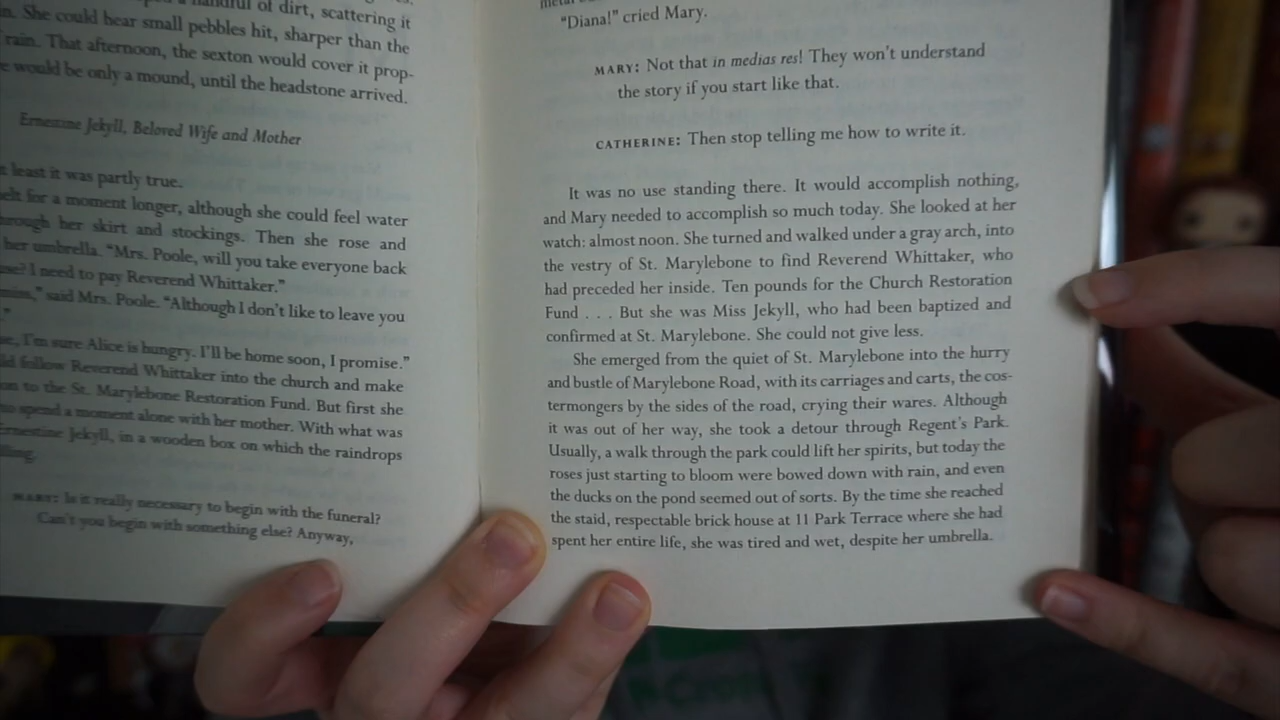 handful of dirt, scattering it
She could hear small pebbles hit, sharper than the
rain. That afternoon, the sexton would cover it prop-
would be only a mound, until the headstone arrived.
Ernestine Jekyll, Beloved Wife and Mother
least it was partly true.
for a moment longer, although she could feel water
through her skirt and stockings. Then she rose and
her umbrella. “Mrs. Poole, will you take everyone back
I need to pay Reverend Whittaker.”
miss,” said Mrs. Poole. “Although I don’t like to leave you
”
I’m sure Alice is hungry. I’ll be home soon, I promise.”
follow Reverend Whittaker into the church and make
on to the St. Marylebone Restoration Fund. But first she
spend a moment alone with her mother. With what was
Ernestine Jekyll, in a wooden box on which the raindrops
MARY: Is it really necessary to begin with the funeral?
Can’t you begin with something else? Anyway,
“Diana!” cried Mary.
MARY: Not that in medias res! They won’t understand
the story if you start like that.
CATHERINE: Then stop telling me how to write it.
It was no use standing there. It would accomplish nothing,
and Mary needed to accomplish so much today. She looked at her
watch: almost noon. She turned and walked under a gray arch, into
the vestry of St. Marylebone to find Reverend Whittaker, who
had preceded her inside. Ten pounds for the Church Restoration
Fund . . . But she was Miss Jekyll, who had been baptized and
confirmed at St. Marylebone. She could not give less.
She emerged from the quiet of St. Marylebone into the hurry
and bustle of Marylebone Road, with its carriages and carts, the cos-
termongers by the sides of the road, crying their wares. Although
it was out of her way, she took a detour through Regent’s Park.
Usually, a walk through the park could lift her spirits, but today the
roses just starting to bloom were bowed down with rain, and even
the ducks on the pond seemed out of sorts. By the time she reached
the staid, respectable brick house at 11 Park Terrace where she had
spent her entire life, she was tired and wet, despite her umbrella.